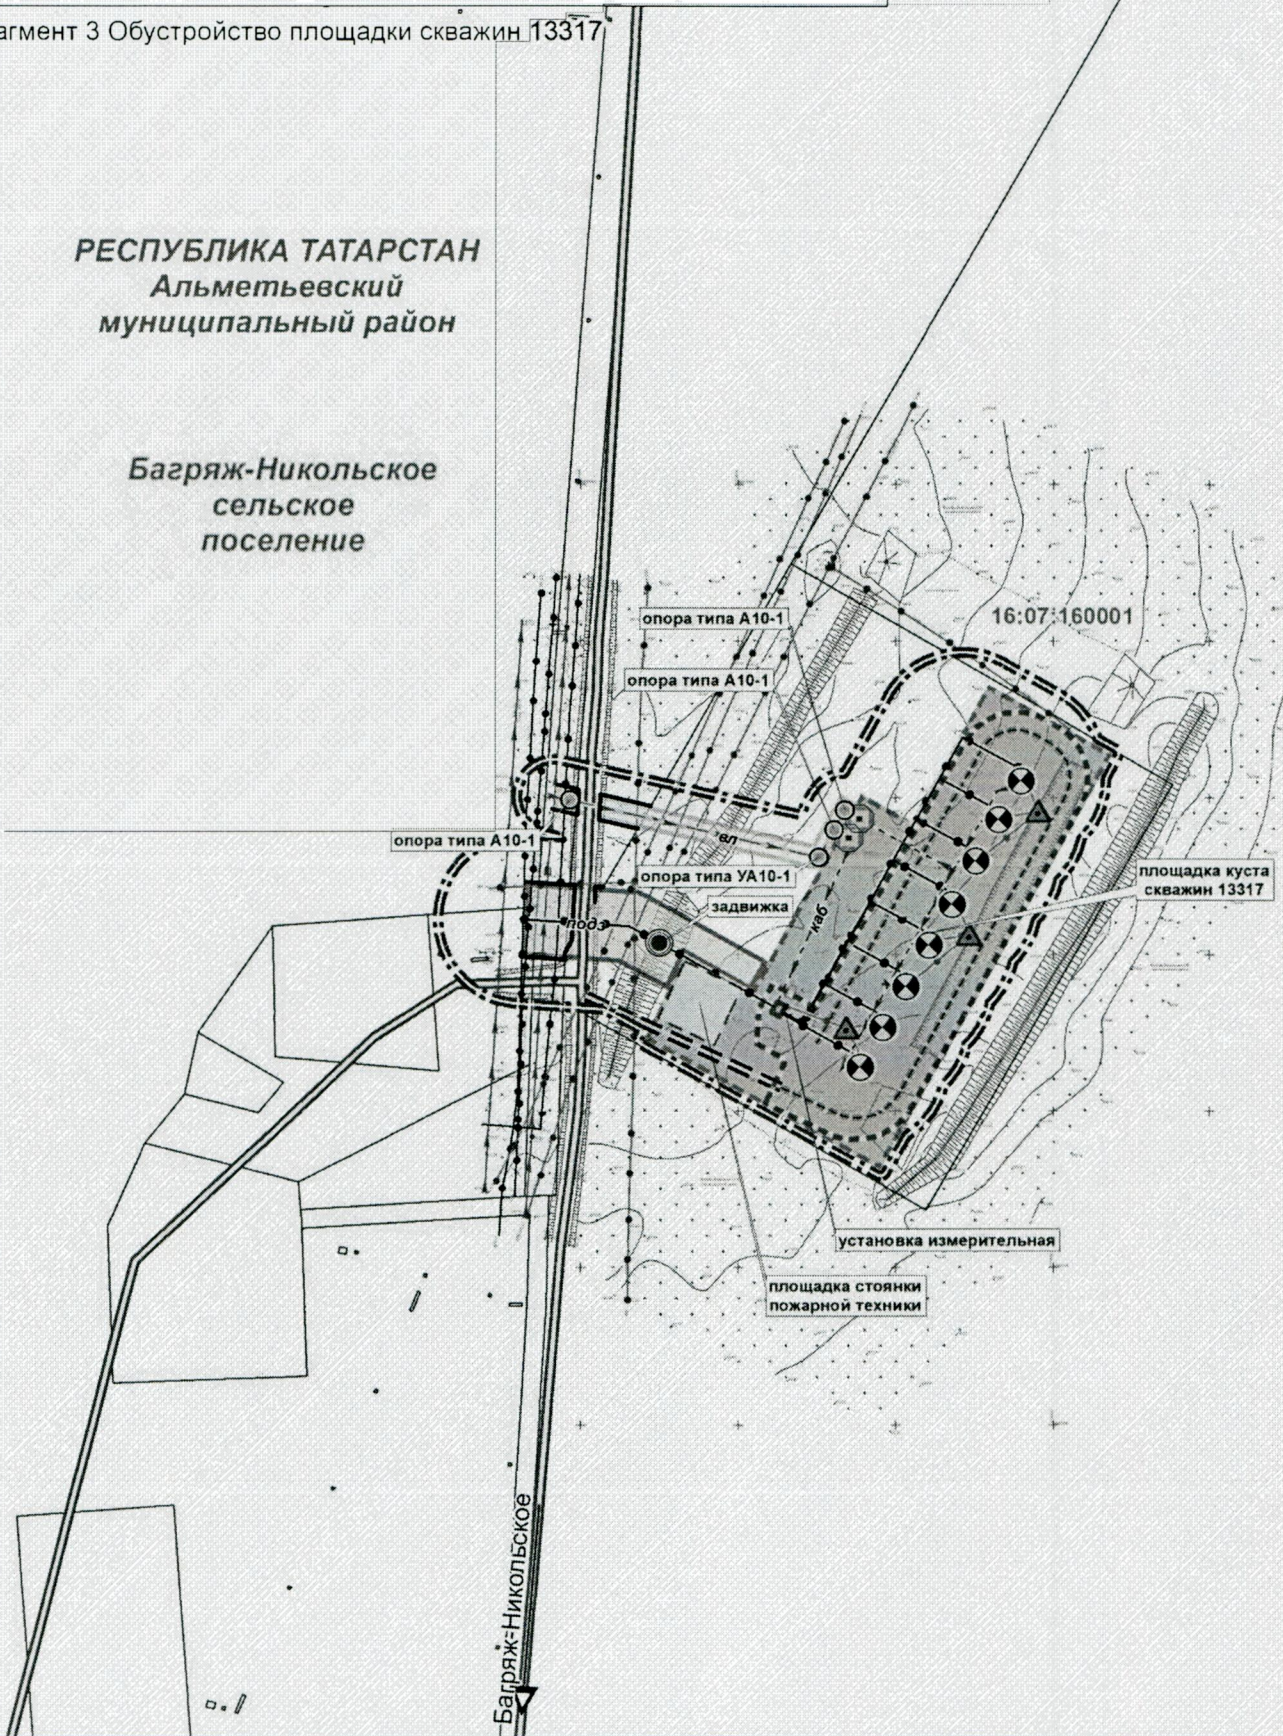 агмент 3 Обустройство площадки скважин 13317
РЕСПУБЛИКА ТАТАРСТАН
Альметьевский
муниципальный район
Багряж-Никольское
сельское
поселение
опора типа А10-1
16:07:160001
опора типа А10-1
опора типа А10-1
вл
опора типа УА10-1
площадка куста
скважин 13317
задвижка
каб
подз
установка измерительная
площадка стоянки
пожарной техники
Багряж-Никольское